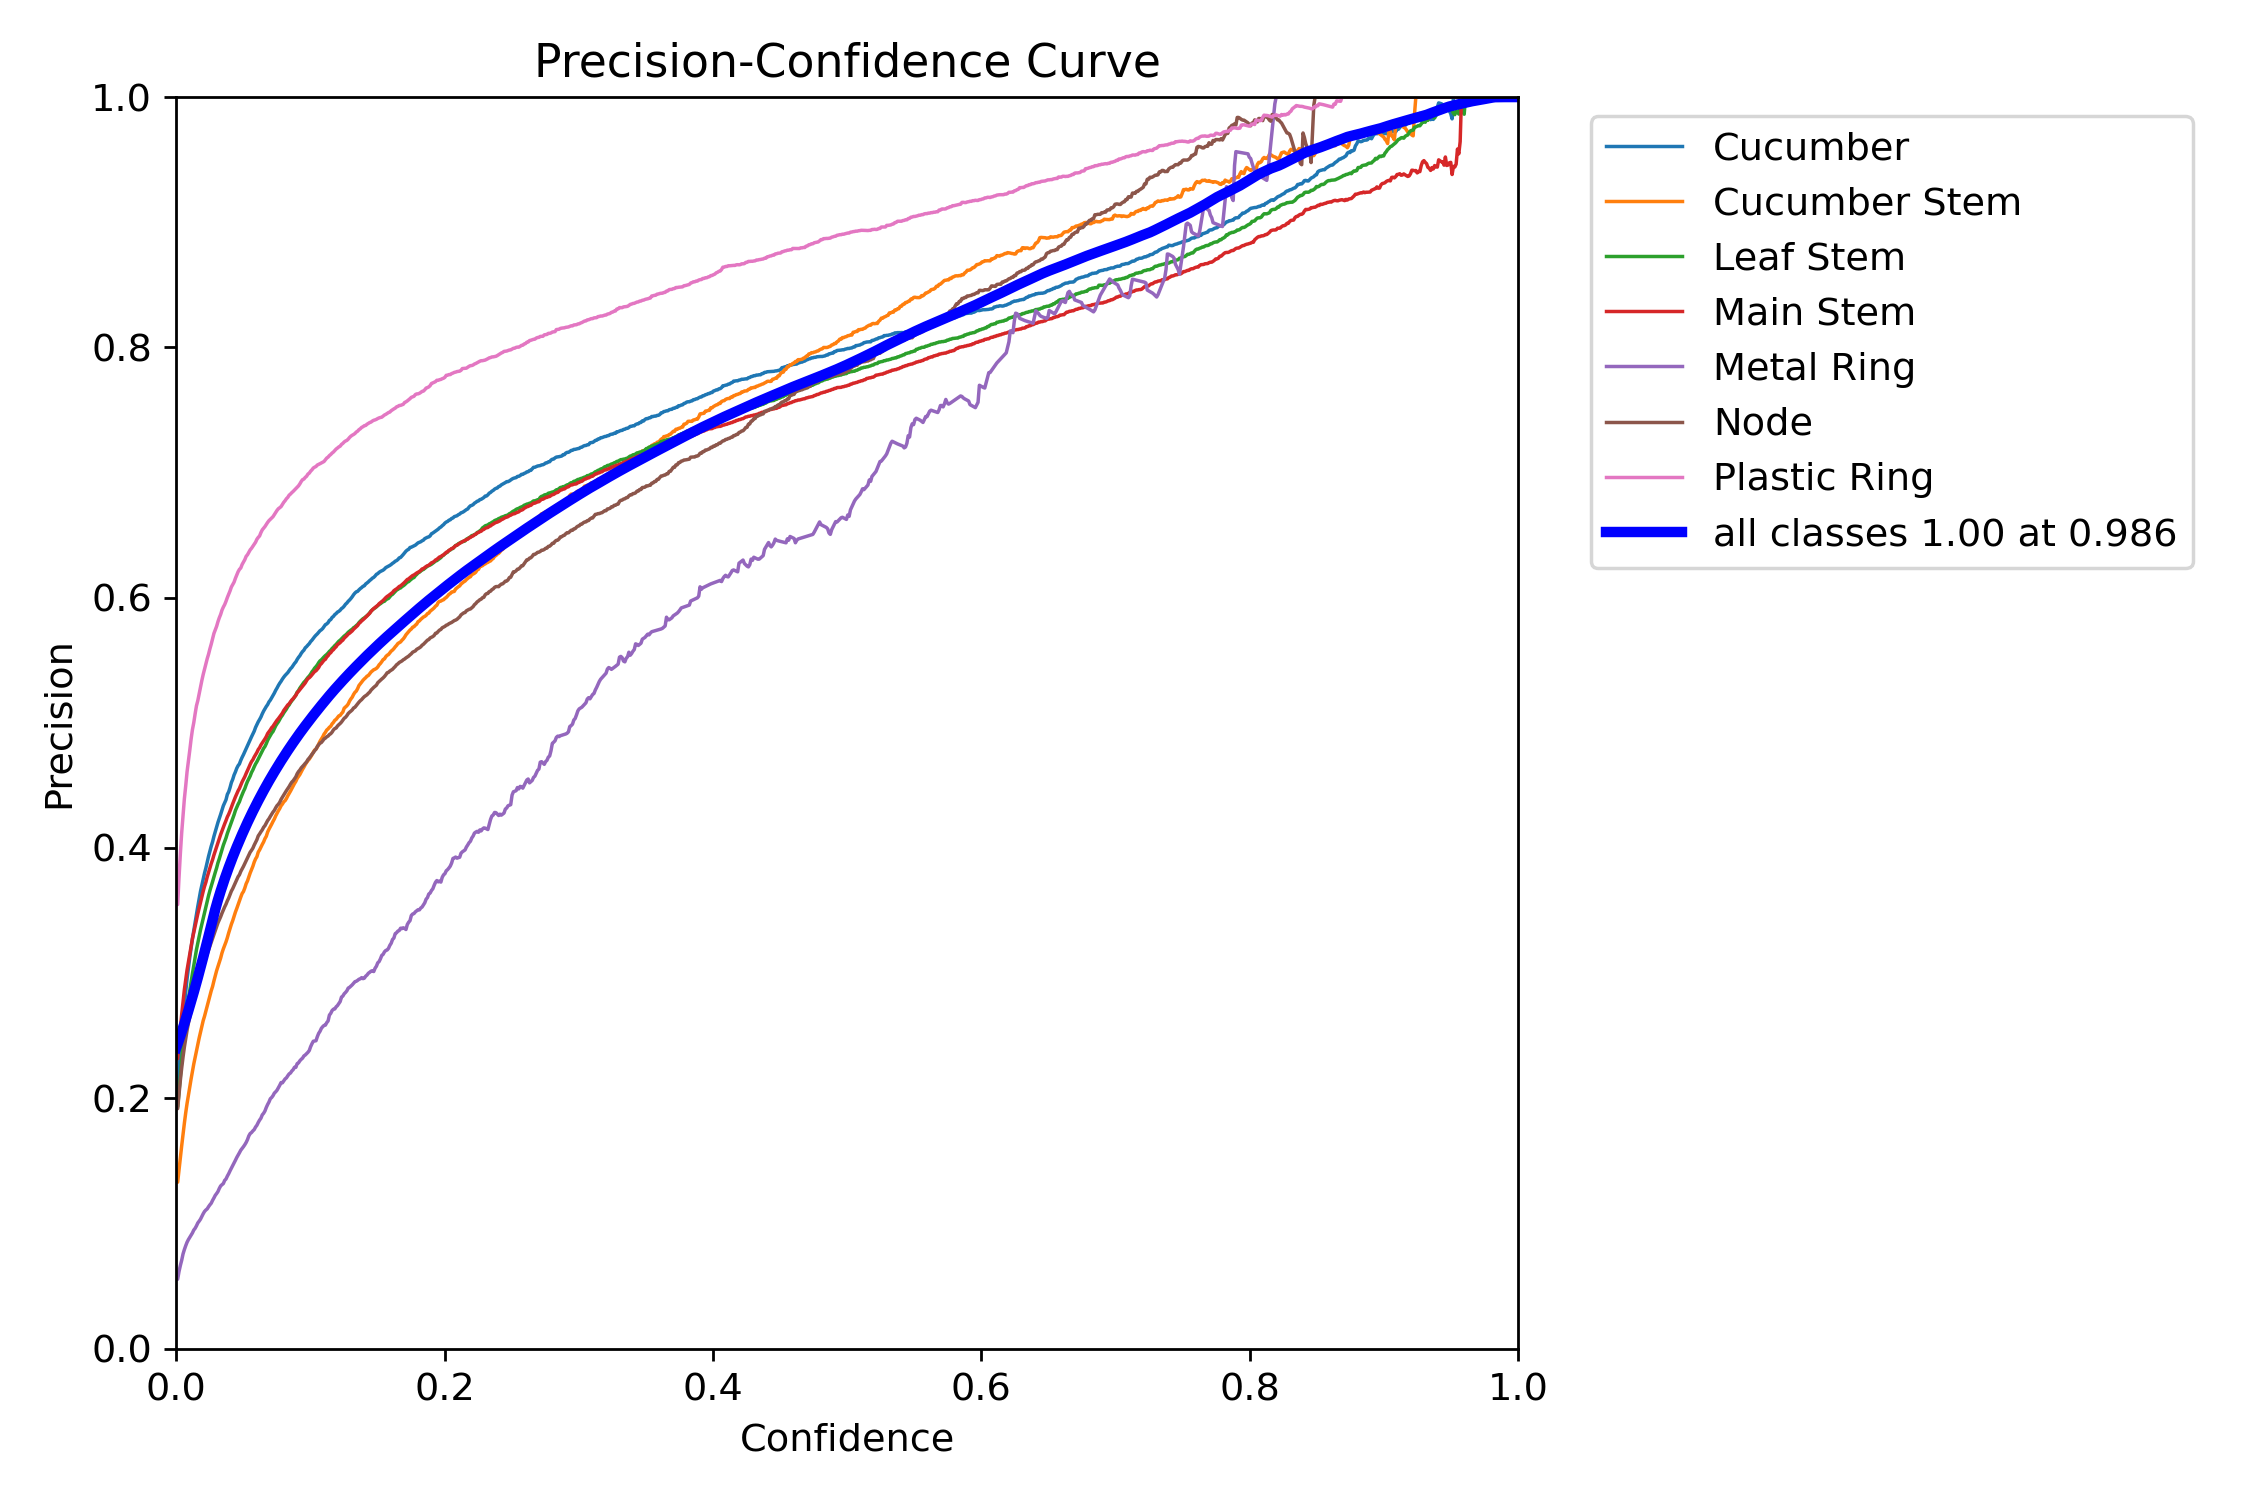 Precision-Confidence Curve
1.0
0.8
0.6
0.4
0.2
0.0
Precision
0.0 0.2 0.4 0.6 0.8 1.0
Confidence
Cucumber
Cucumber Stem
Leaf Stem
Main Stem
Metal Ring
Node
Plastic Ring
all classes 1.00 at 0.986